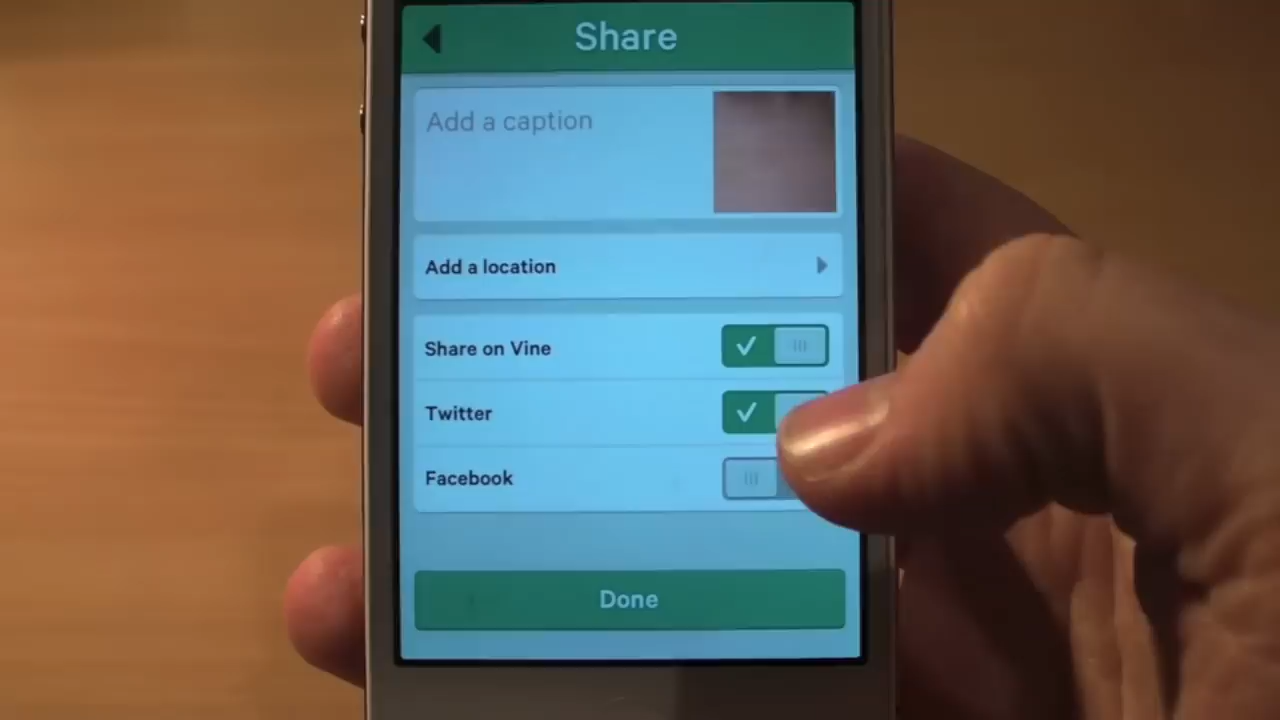 Share
Add a caption
Add a location
Share on Vine
Twitter
Facebook
Done